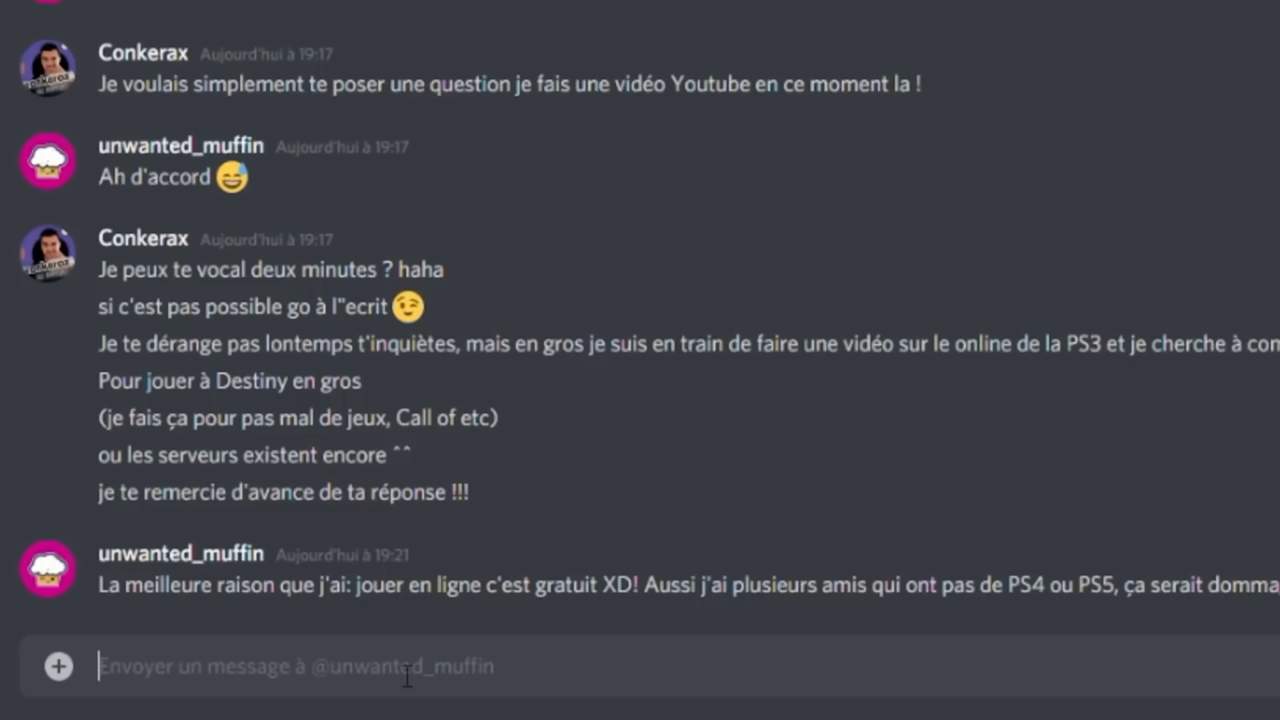 Conkerax Aujourd'hui à 19:17
Je voulais simplement te poser une question je fais une vidéo Youtube en ce moment la !
unwanted_muffin Aujourd'hui à 19:17
Ah d'accord 😅
Conkerax Aujourd'hui à 19:17
Je peux te vocal deux minutes ? haha
si c'est pas possible go à l"ecrit 😉
Je te dérange pas lontemps t'inquiètes, mais en gros je suis en train de faire une vidéo sur le online de la PS3 et je cherche à
Pour jouer à Destiny en gros
(je fais ça pour pas mal de jeux, Call of etc)
ou les serveurs existent encore ^^
je te remercie d'avance de ta réponse !!!
unwanted_muffin Aujourd'hui à 19:21
La meilleure raison que j'ai: jouer en ligne c'est gratuit XD! Aussi j'ai plusieurs amis qui ont pas de PS4 ou PS5, ça serait
Envoyer un message à @unwanted_muffin